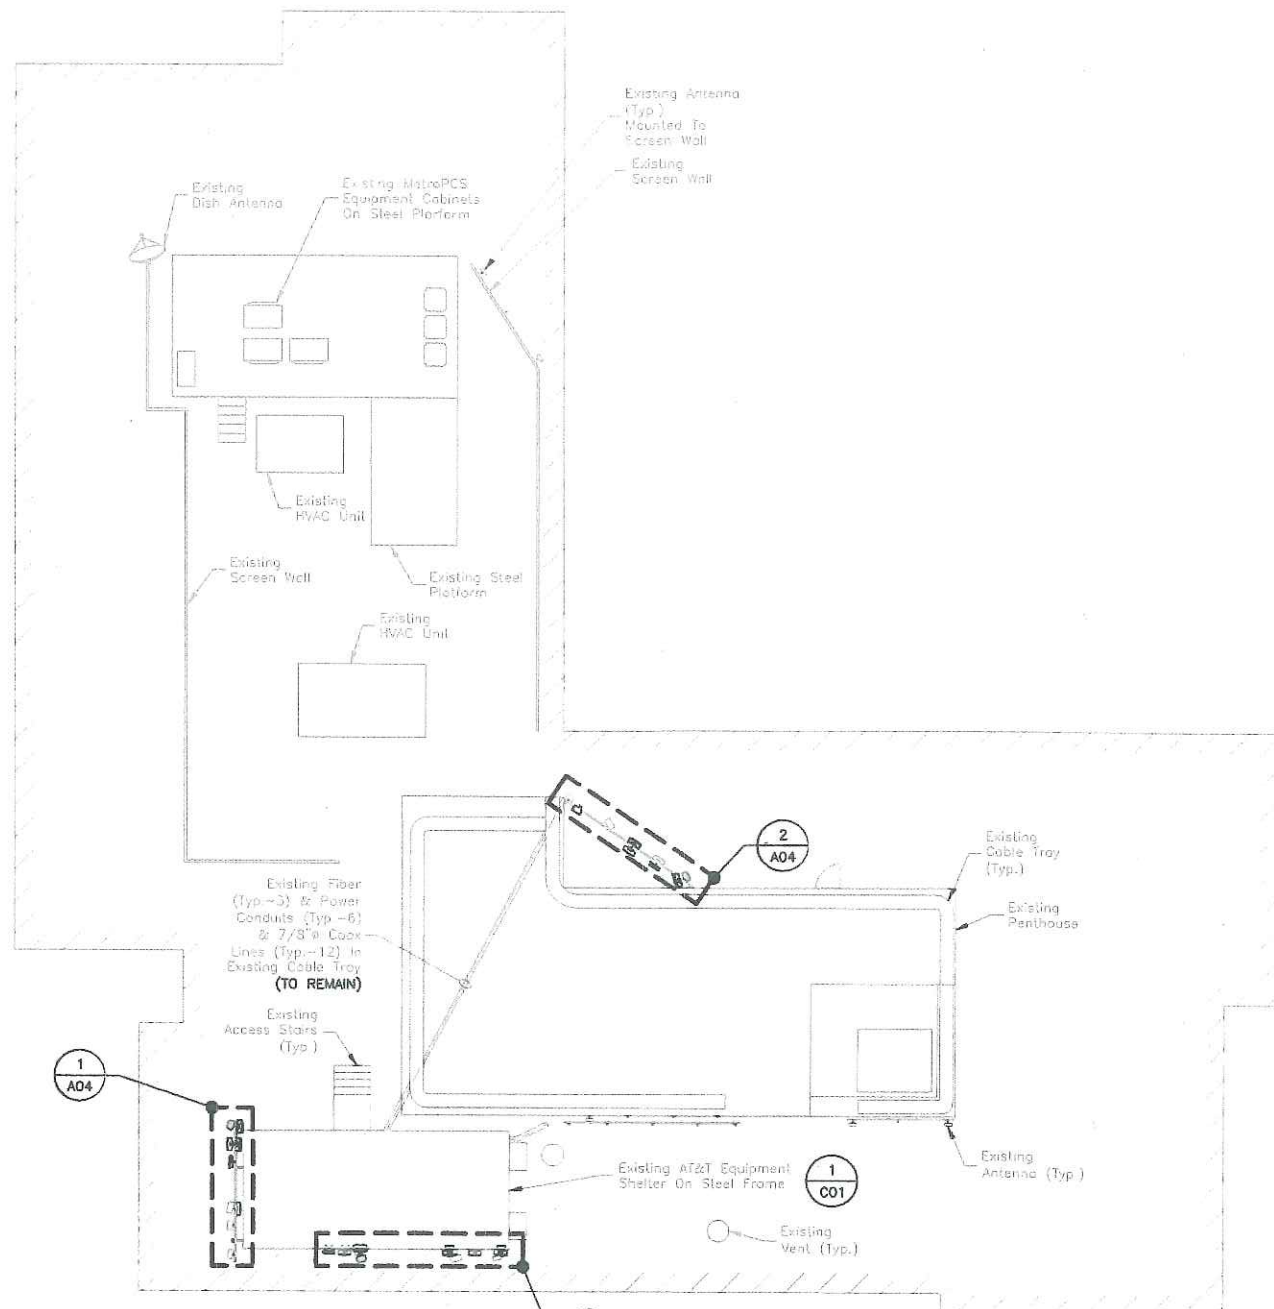 Existing Antenna
(Typ.)
Mounted To
Screen Wall
Existing
Screen Wall
Existing
Dish Antenna
Existing MetroPCS
Equipment Cabinets
On Steel Platform
Existing
HVAC Unit
Existing
Screen Wall
Existing Steel
Platform
Existing
HVAC Unit
2
A04
Existing
Cable Tray
(Typ.)
Existing
Penthouse
Existing Fiber
(Typ.-3) & Power
Conduits (Typ.-6)
& 7/8"ø Coax
Lines (Typ.-12) In
Existing Cable Tray
(TO REMAIN)
Existing
Access Stairs
(Typ.)
1
A04
Existing AT&T Equipment
Shelter On Steel Frame
1
C01
Existing
Antenna (Typ.)
Existing
Vent (Typ.)